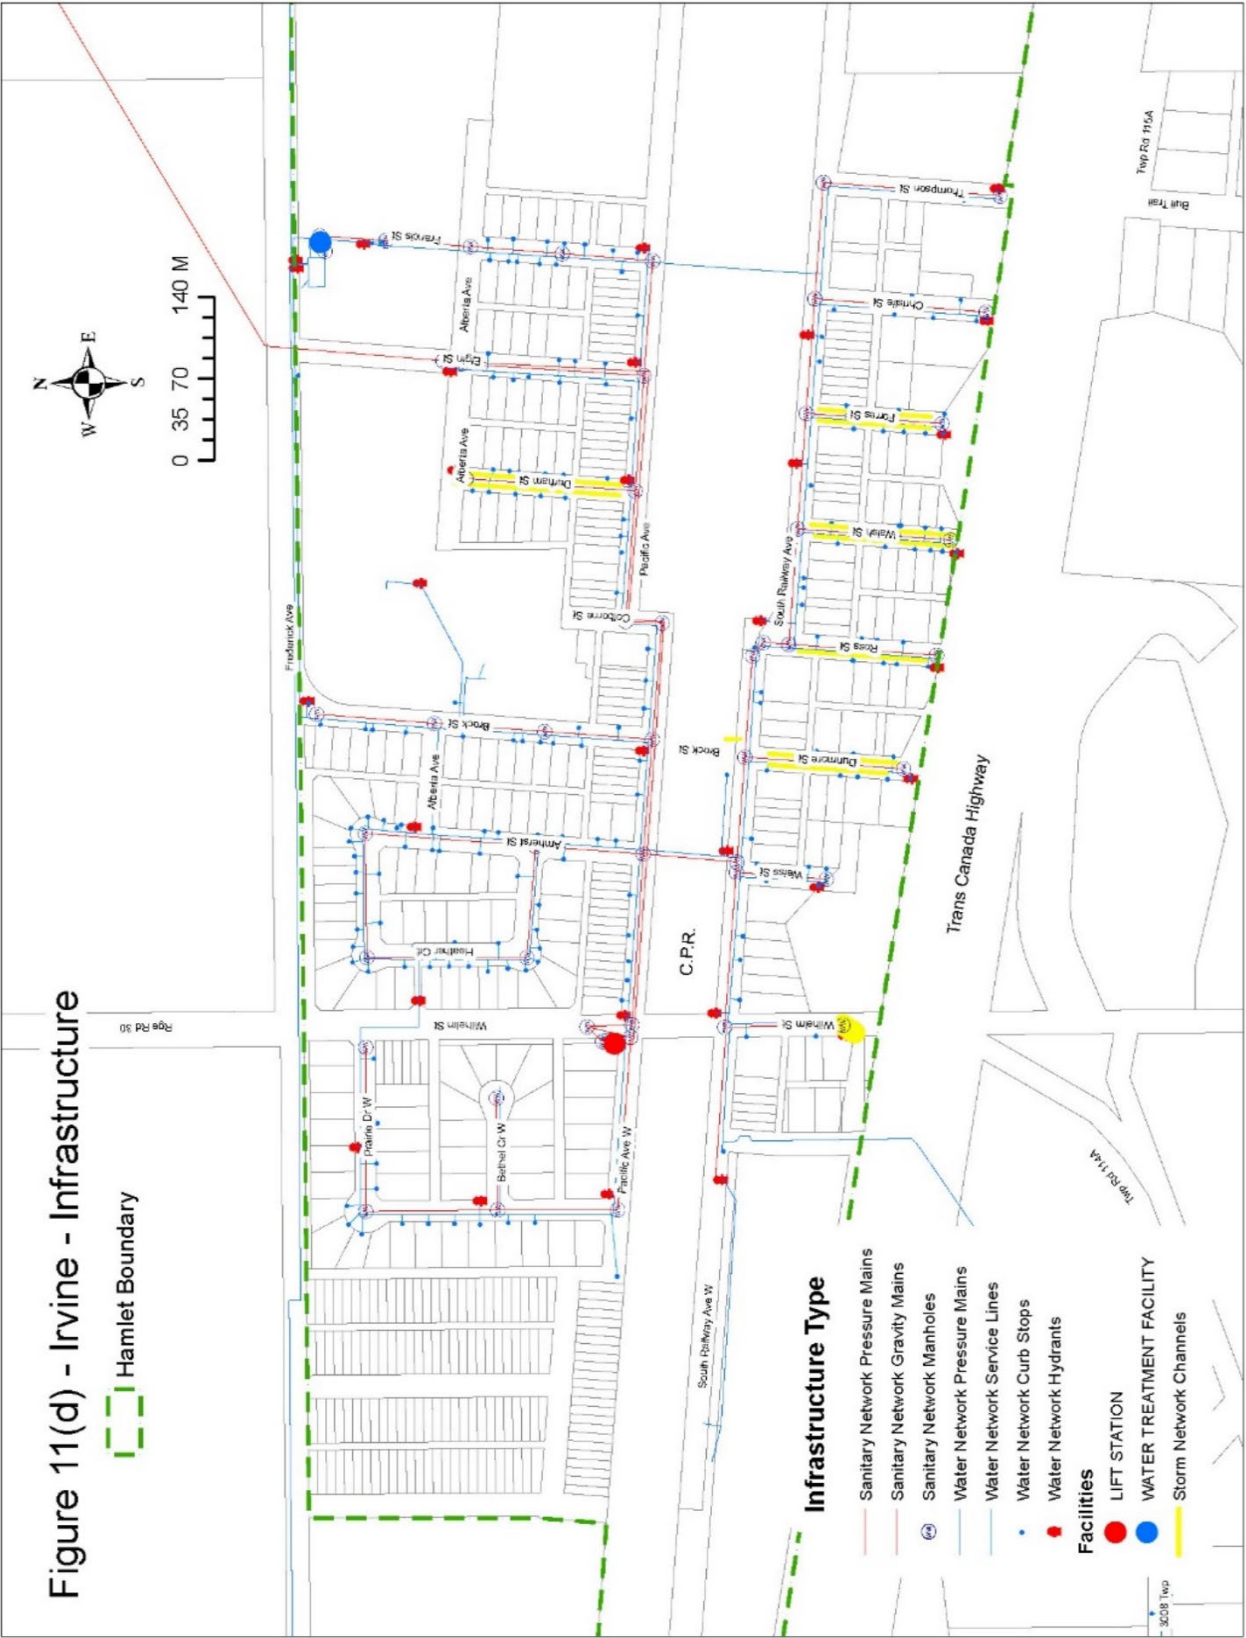 Figure 11(d) - Irvine - Infrastructure
Hamlet Boundary
N
W
E
S
0 35 70 140 M
Rge Rd 30
Frederick Ave
Prairie Dr W
Bethel Cr W
Pacific Ave W
Wilhelm St
Heather Crt
Amherst St
Alberta Ave
Brock St
Colborne St
Pacific Ave
Alberta Ave
Durham St
Elgin St
Alberta Ave
Francis St
C.P.R.
Brock St
South Railway Ave W
Wilhelm St
Weiss St
Dunmore St
South Railway Ave
Ross St
Walsh St
Forres St
Christie St
Thompson St
Trans Canada Highway
Twp Rd 114A
Twp Rd 115A
Bull Trail
3008 Twp
Infrastructure Type
Sanitary Network Pressure Mains
Sanitary Network Gravity Mains
Sanitary Network Manholes
Water Network Pressure Mains
Water Network Service Lines
Water Network Curb Stops
Water Network Hydrants
Facilities
LIFT STATION
WATER TREATMENT FACILITY
Storm Network Channels